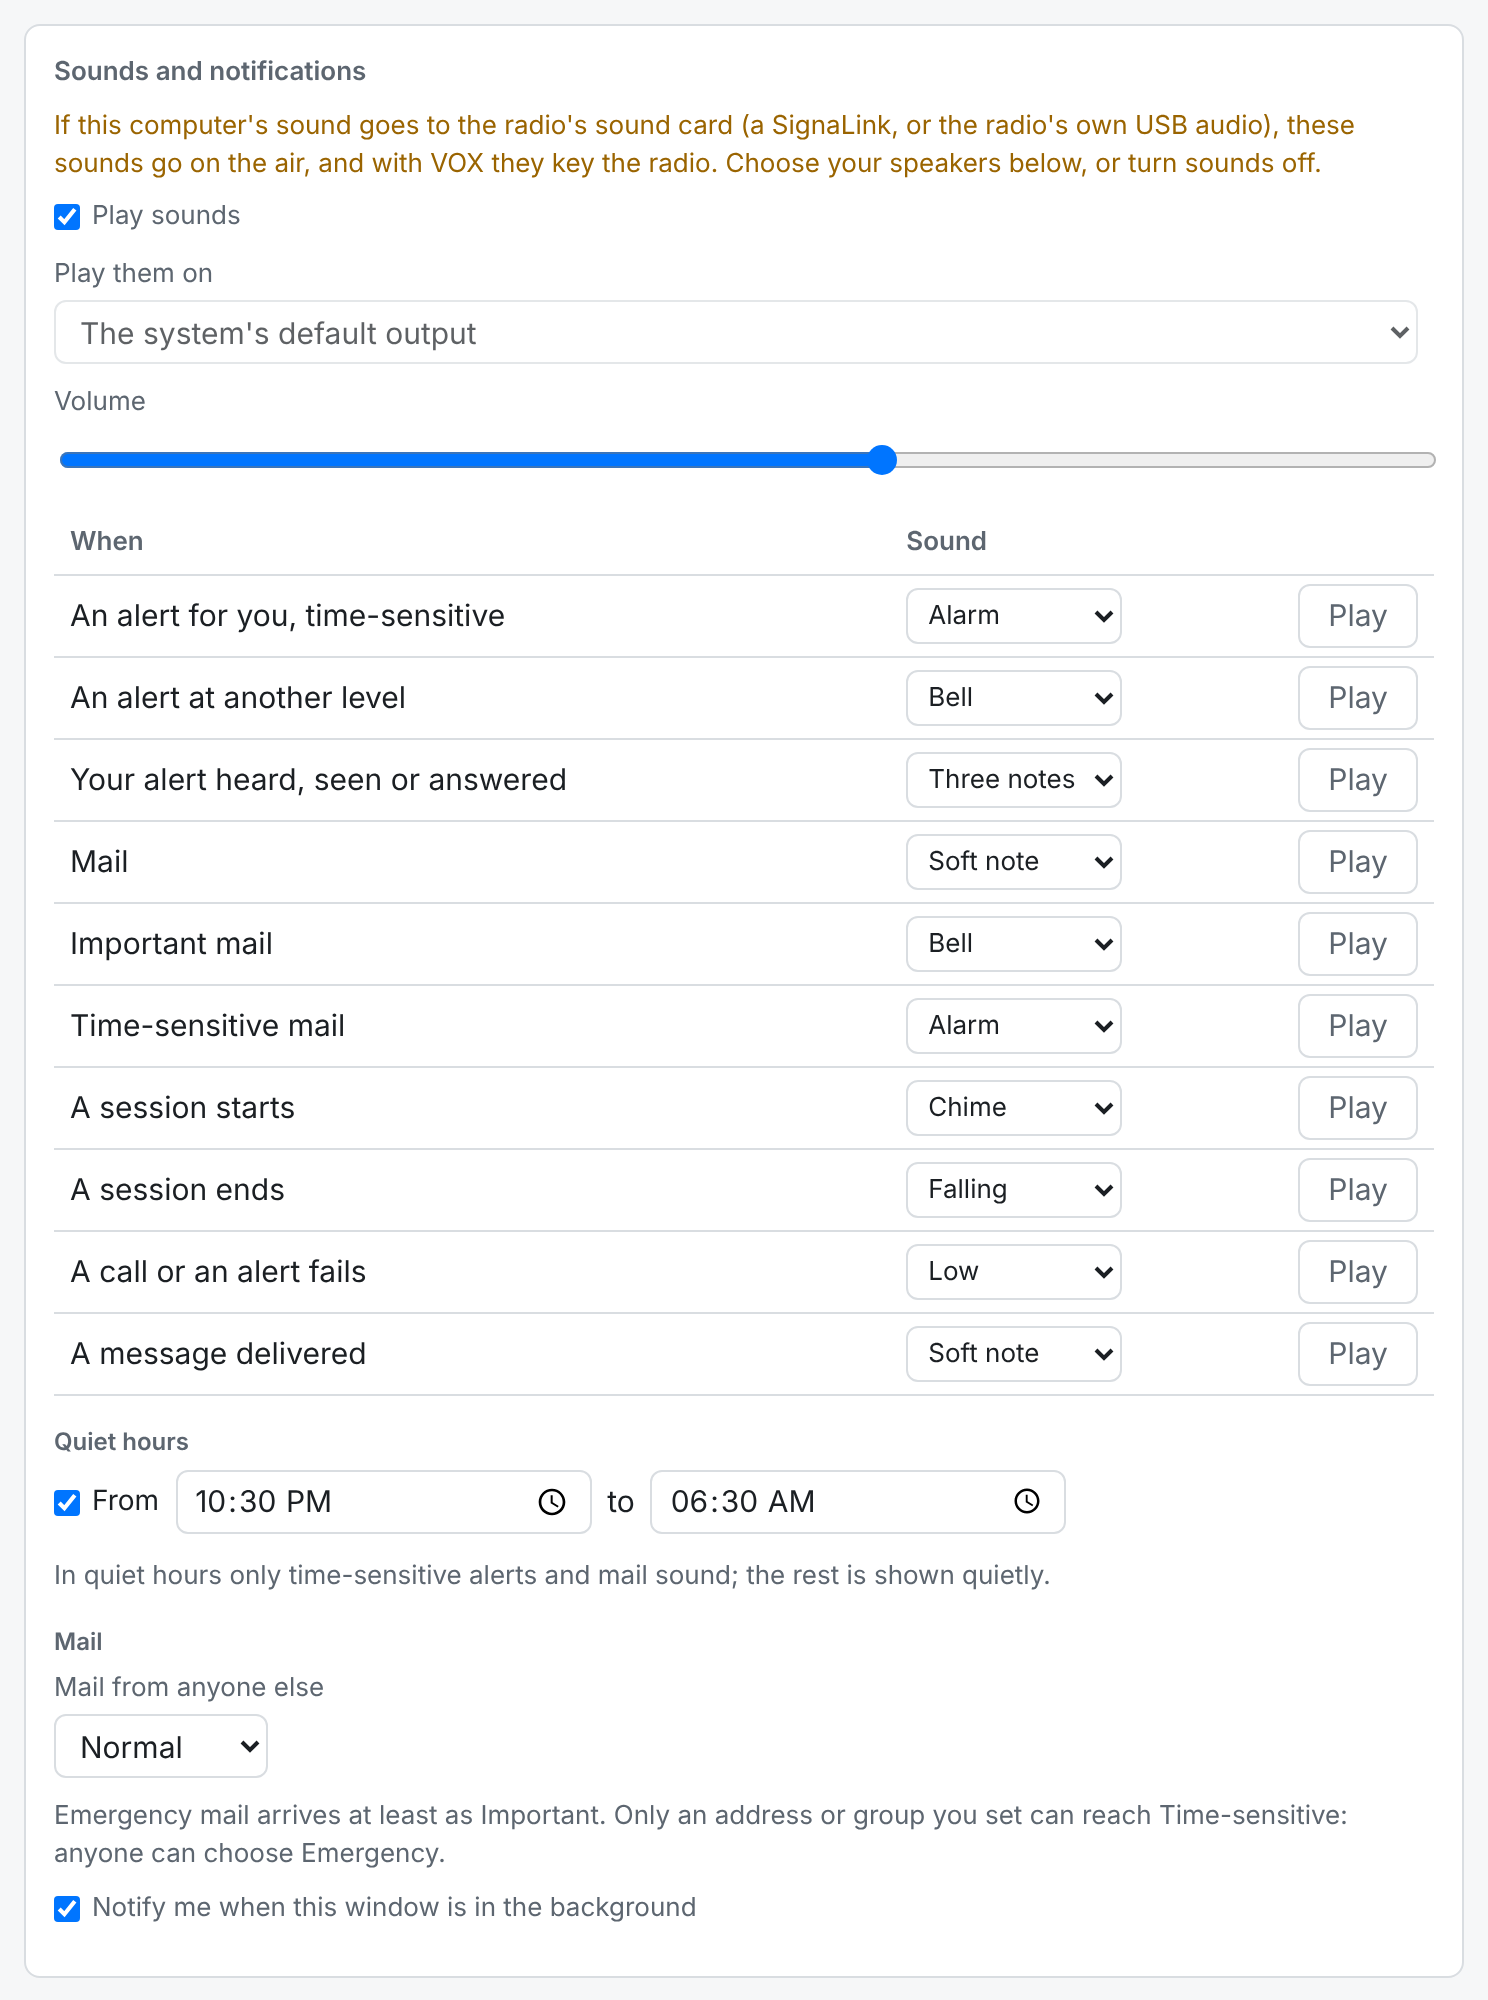 Sounds and notifications
If this computer's sound goes to the radio's sound card (a SignaLink, or the radio's own USB audio), these
sounds go on the air, and with VOX they key the radio. Choose your speakers below, or turn sounds off.
Play sounds
Play them on
The system's default output
Volume
When Sound
An alert for you, time-sensitive Alarm Play
An alert at another level Bell Play
Your alert heard, seen or answered Three notes Play
Mail Soft note Play
Important mail Bell Play
Time-sensitive mail Alarm Play
A session starts Chime Play
A session ends Falling Play
A call or an alert fails Low Play
A message delivered Soft note Play
Quiet hours
From 10:30 PM to 06:30 AM
In quiet hours only time-sensitive alerts and mail sound; the rest is shown quietly.
Mail
Mail from anyone else
Normal
Emergency mail arrives at least as Important. Only an address or group you set can reach Time-sensitive:
anyone can choose Emergency.
Notify me when this window is in the background